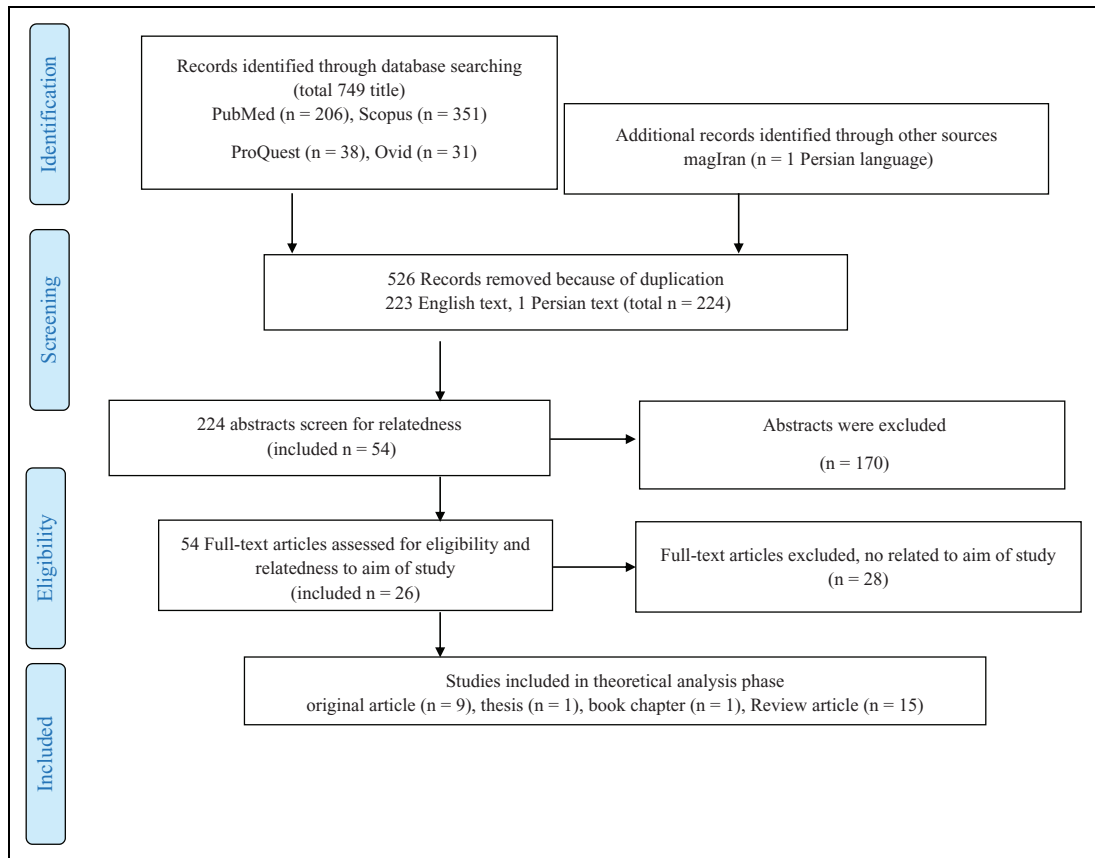 Identification
Records identified through database searching
(total 749 title)
PubMed (n = 206), Scopus (n = 351)
ProQuest (n = 38), Ovid (n = 31)
Additional records identified through other sources
magIran (n = 1 Persian language)
Screening
526 Records removed because of duplication
223 English text, 1 Persian text (total n = 224)
224 abstracts screen for relatedness
(included n = 54)
Abstracts were excluded
(n = 170)
Eligibility
54 Full-text articles assessed for eligibility and
relatedness to aim of study
(included n = 26)
Full-text articles excluded, no related to aim of study
(n = 28)
Included
Studies included in theoretical analysis phase
original article (n = 9), thesis (n = 1), book chapter (n = 1), Review article (n = 15)